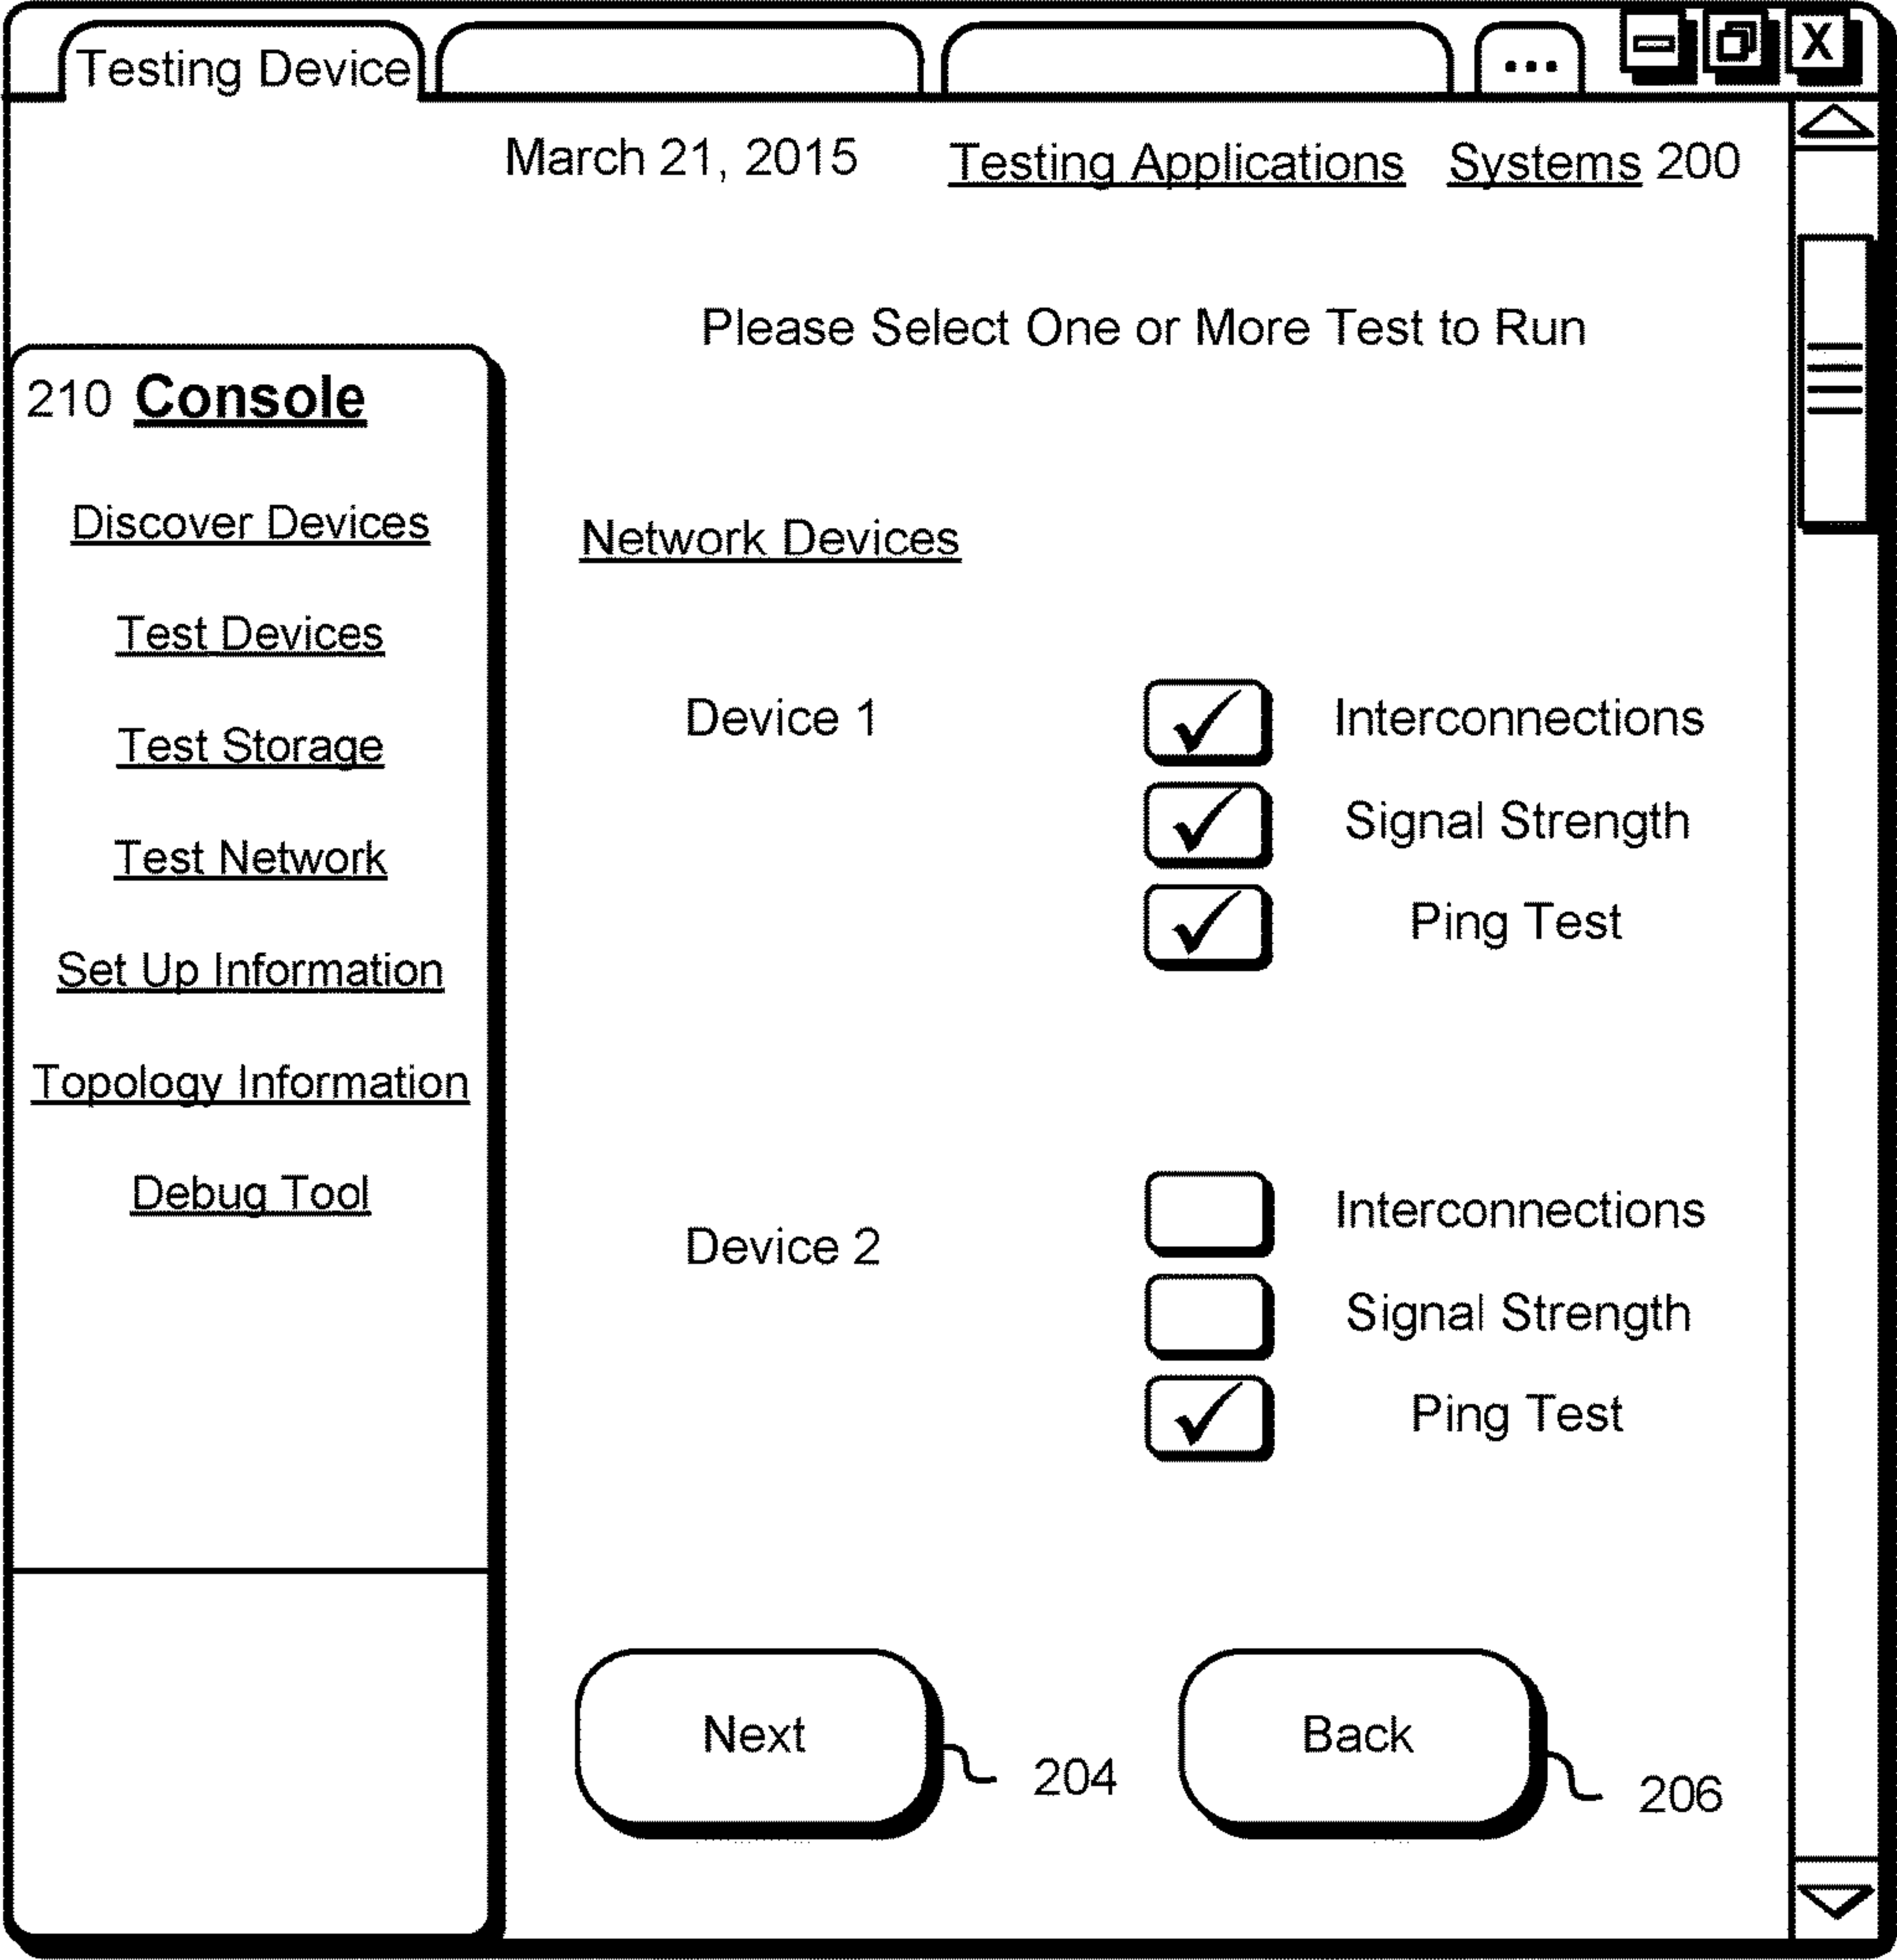 Testing Device
...
X
March 21, 2015 Testing Applications Systems 200
Please Select One or More Test to Run
210 Console
Discover Devices
Test Devices
Test Storage
Test Network
Set Up Information
Topology Information
Debug Tool
Network Devices
Device 1
Interconnections
Signal Strength
Ping Test
Device 2
Interconnections
Signal Strength
Ping Test
Next
204
Back
206